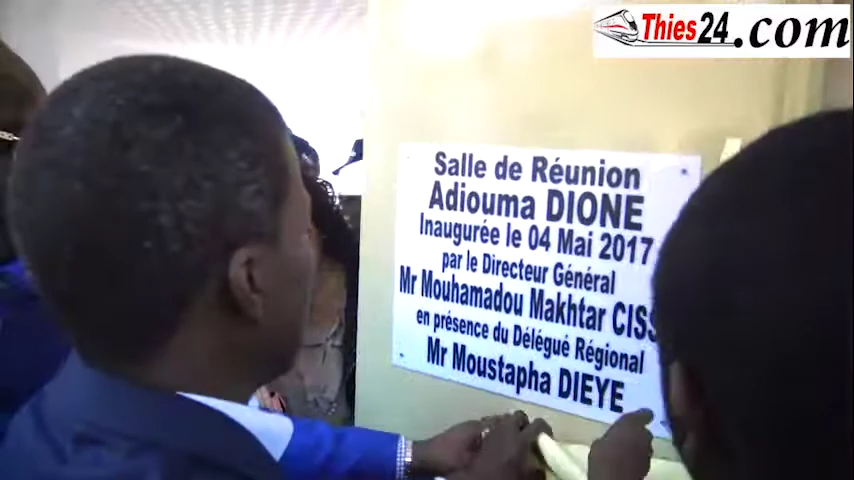 Thies24.com
Salle de Réunion
Adiouma DIONE
Inauguré le 04 MAI 2017
par le Directeur Général
Mr Mouhamadou Makhtar CISS
en présence du Délégué Régional
Mr Moustapha DIEYE